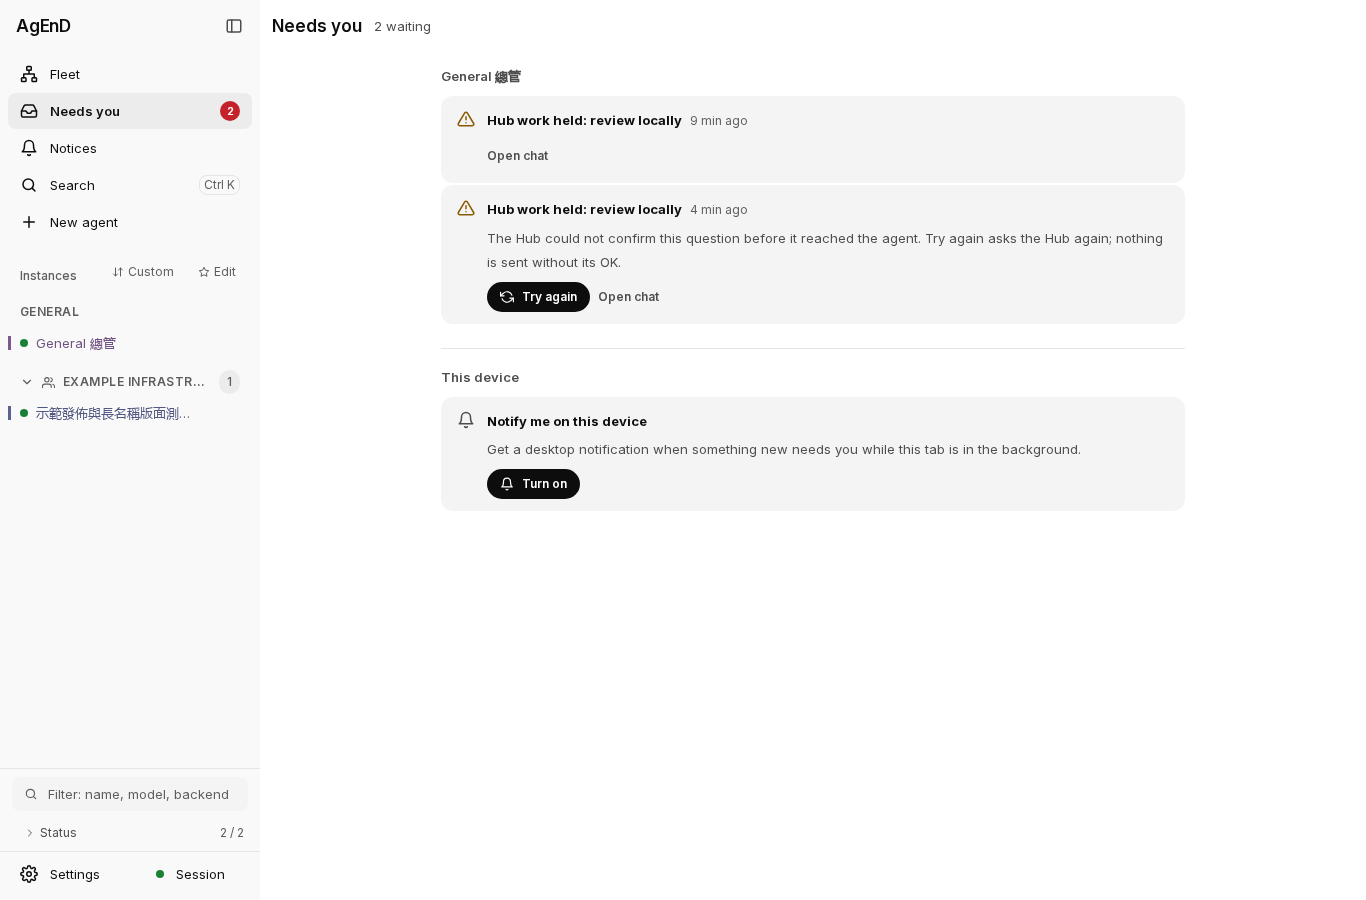 AgEnD
Fleet
Needs you 2
Notices
Search Ctrl K
New agent
Instances Custom Edit
GENERAL
General 總管
EXAMPLE INFRASTR... 1
示範發佈與長名稱版面測...
Filter: name, model, backend
Status 2 / 2
Settings Session
Needs you 2 waiting
General 總管
Hub work held: review locally 9 min ago
Open chat
Hub work held: review locally 4 min ago
The Hub could not confirm this question before it reached the agent. Try again asks the Hub again; nothing
is sent without its OK.
Try again Open chat
This device
Notify me on this device
Get a desktop notification when something new needs you while this tab is in the background.
Turn on